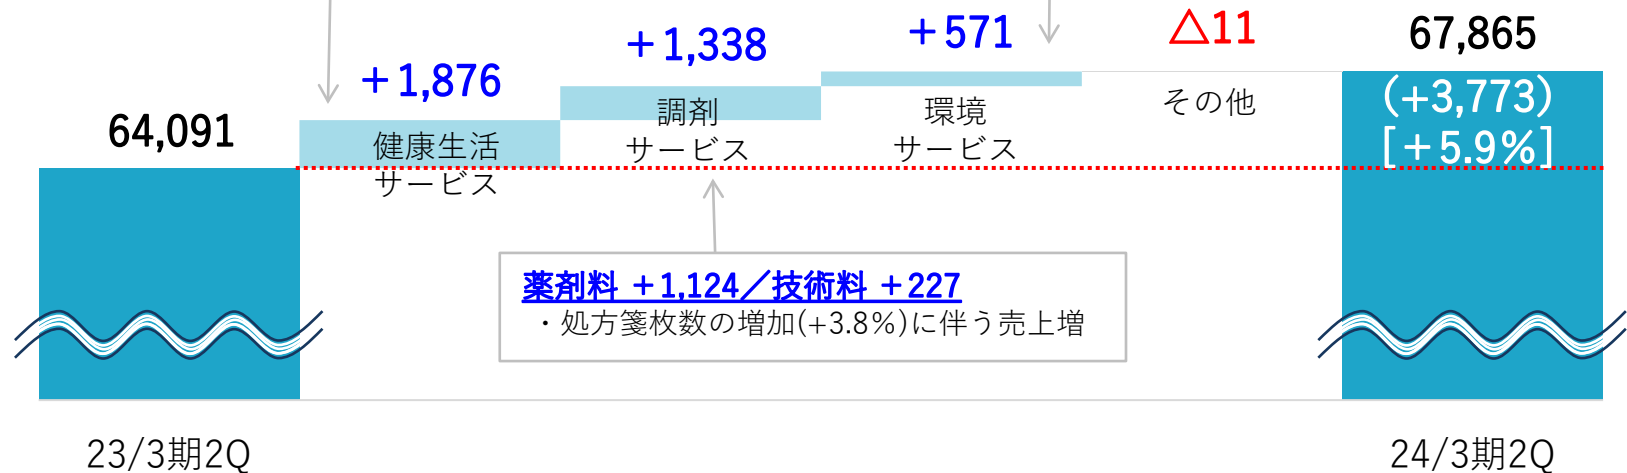 64,091
+1,876
健康生活
サービス
+1,338
調剤
サービス
+571
環境
サービス
△11
その他
67,865
(+3,773)
[+5.9%]
薬剤料 +1,124/技術料 +227
・処方箋枚数の増加(+3.8%)に伴う売上増
23/3期2Q
24/3期2Q